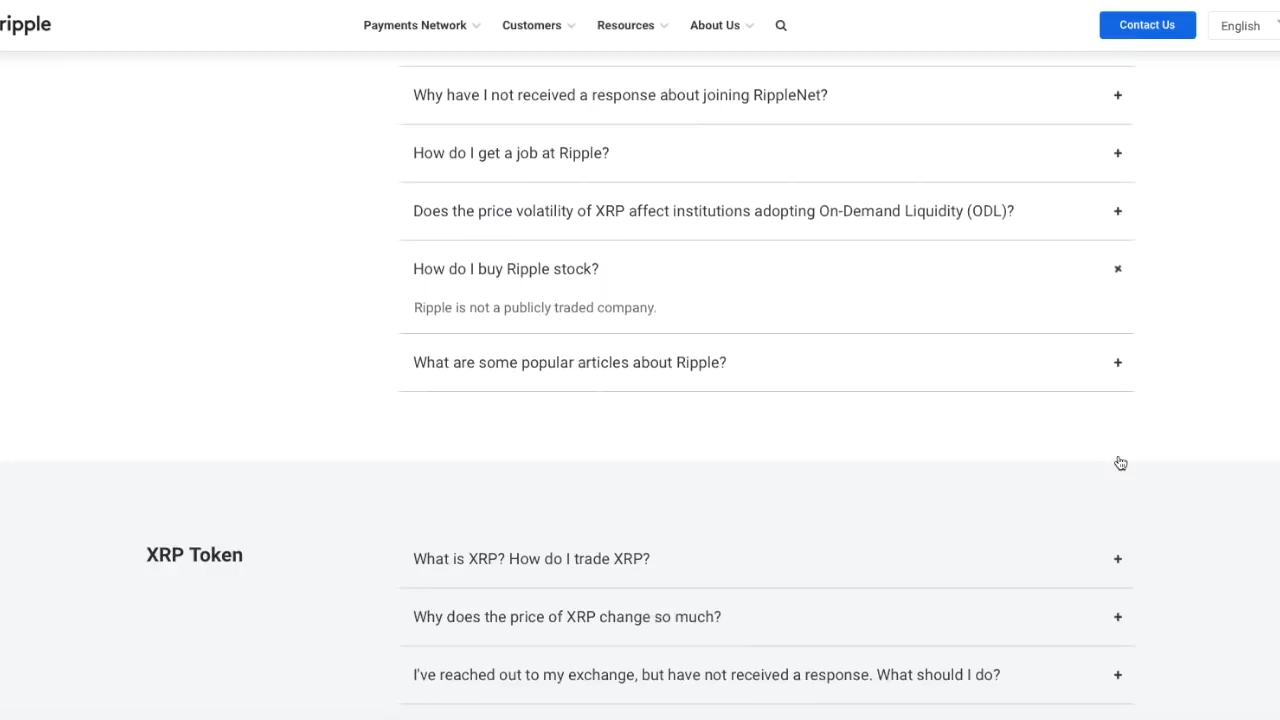 ripple
Payments Network
Customers
Resources
About Us
Contact Us
English
Why have I not received a response about joining RippleNet?
How do I get a job at Ripple?
Does the price volatility of XRP affect institutions adopting On-Demand Liquidity (ODL)?
How do I buy Ripple stock?
Ripple is not a publicly traded company.
What are some popular articles about Ripple?
XRP Token
What is XRP? How do I trade XRP?
Why does the price of XRP change so much?
I've reached out to my exchange, but have not received a response. What should I do?